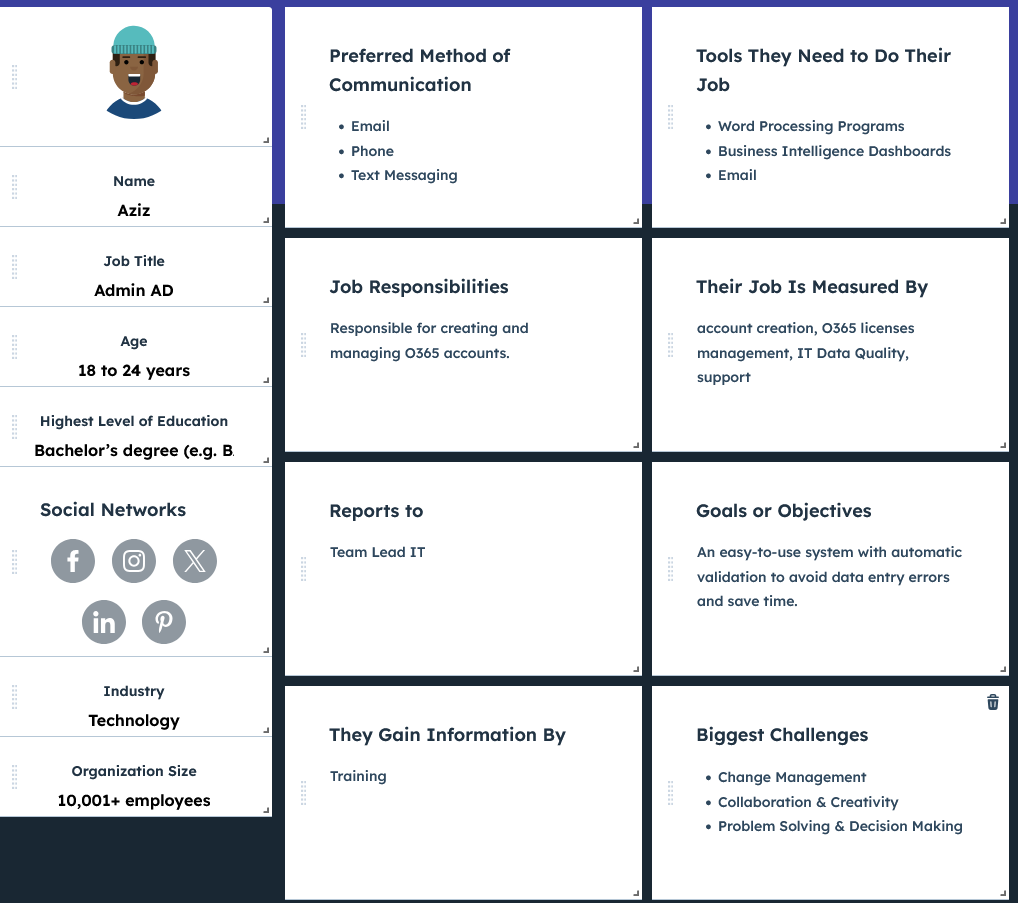 Name
Aziz
Job Title
Admin AD
Age
18 to 24 years
Highest Level of Education
Bachelor’s degree (e.g. B.
Social Networks
Industry
Technology
Organization Size
10,001+ employees
Preferred Method of
Communication
• Email
• Phone
• Text Messaging
Tools They Need to Do Their
Job
• Word Processing Programs
• Business Intelligence Dashboards
• Email
Job Responsibilities
Responsible for creating and
managing O365 accounts.
Their Job Is Measured By
account creation, O365 licenses
management, IT Data Quality,
support
Reports to
Team Lead IT
Goals or Objectives
An easy-to-use system with automatic
validation to avoid data entry errors
and save time.
They Gain Information By
Training
Biggest Challenges
• Change Management
• Collaboration & Creativity
• Problem Solving & Decision Making